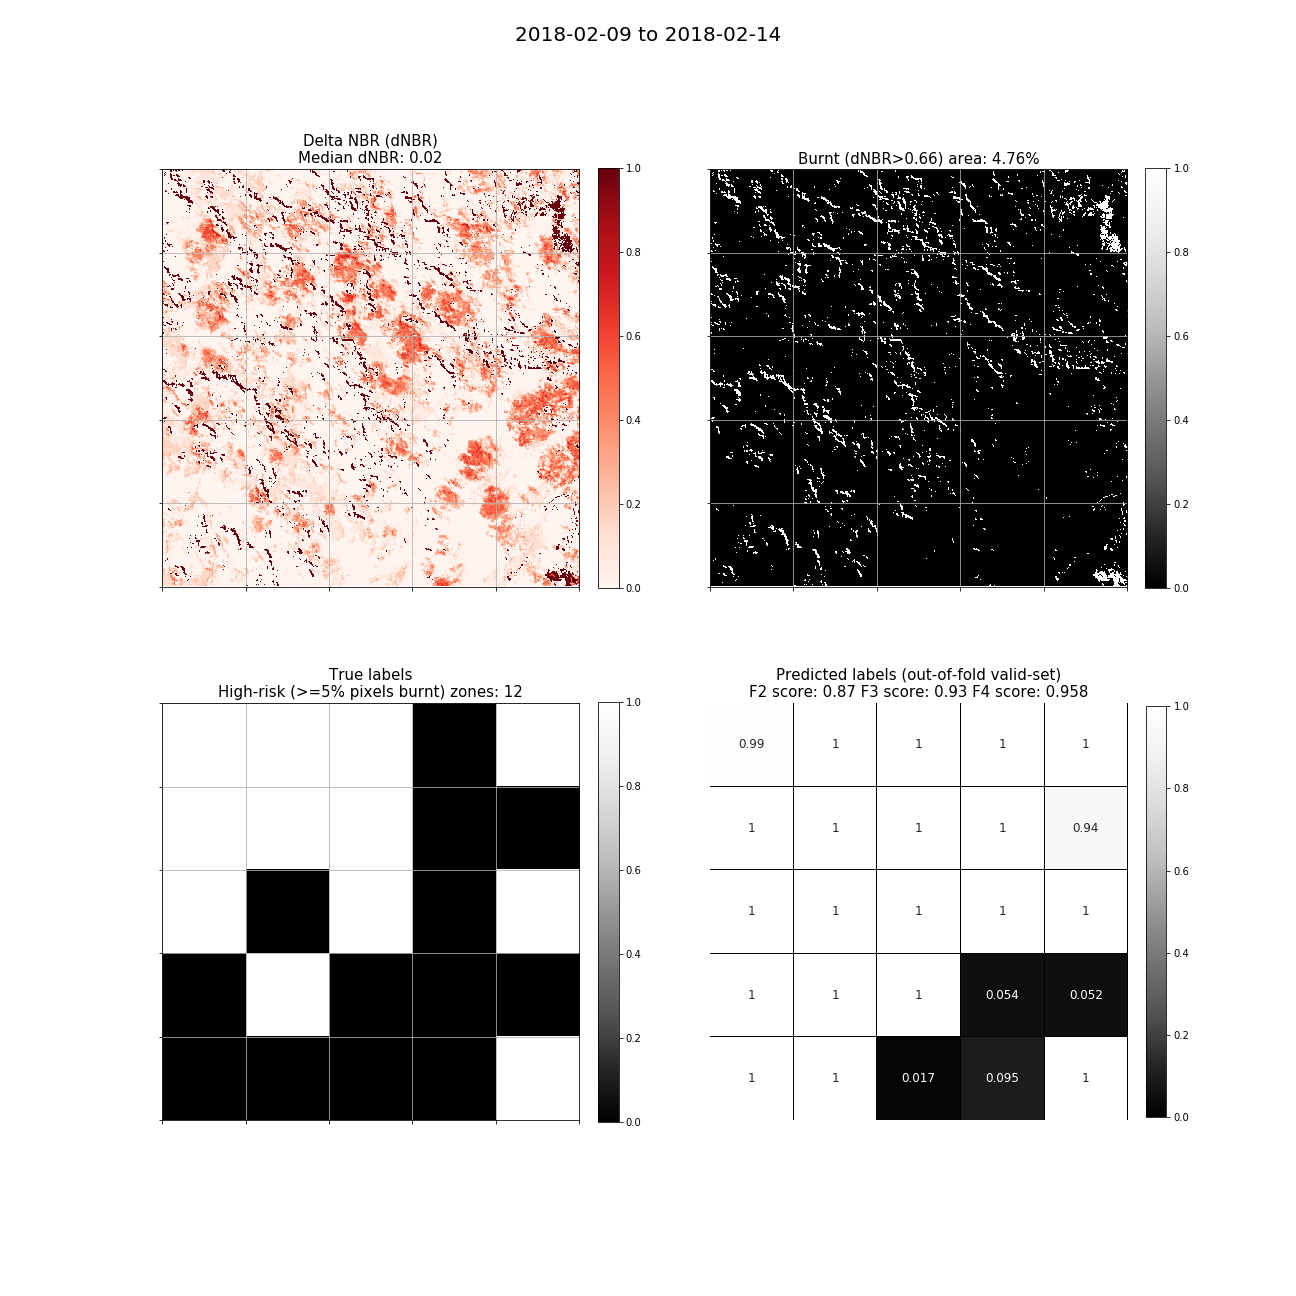 2018-02-09 to 2018-02-14
Delta NBR (dNBR)
Median dNBR: 0.02
1.0
0.8
0.6
0.4
0.2
0.0
Burnt (dNBR>0.66) area: 4.76%
1.0
0.8
0.6
0.4
0.2
0.0
True labels
High-risk (>=5% pixels burnt) zones: 12
1.0
0.8
0.6
0.4
0.2
0.0
Predicted labels (out-of-fold valid-set)
F2 score: 0.87 F3 score: 0.93 F4 score: 0.958
0.99 1 1 1 1
1 1 1 1 0.94
1 1 1 1 1
1 1 1 0.054 0.052
1 1 0.017 0.095 1
1.0
0.8
0.6
0.4
0.2
0.0